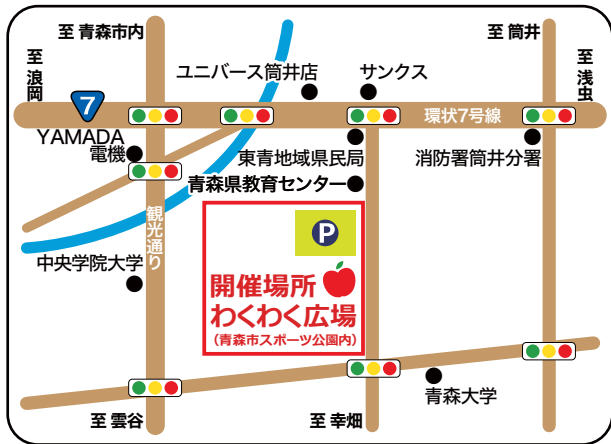 至 青森市内
至 筒井
至 浪岡
至 浅虫
ユニバース筒井店
サンクス
7
環状7号線
YAMADA
電機
東青地域県民局
消防署筒井分署
青森県教育センター
観光通り
P
中央学院大学
開催場所
わくわく広場
(青森市スポーツ公園内)
青森大学
至 雲谷
至 幸畑